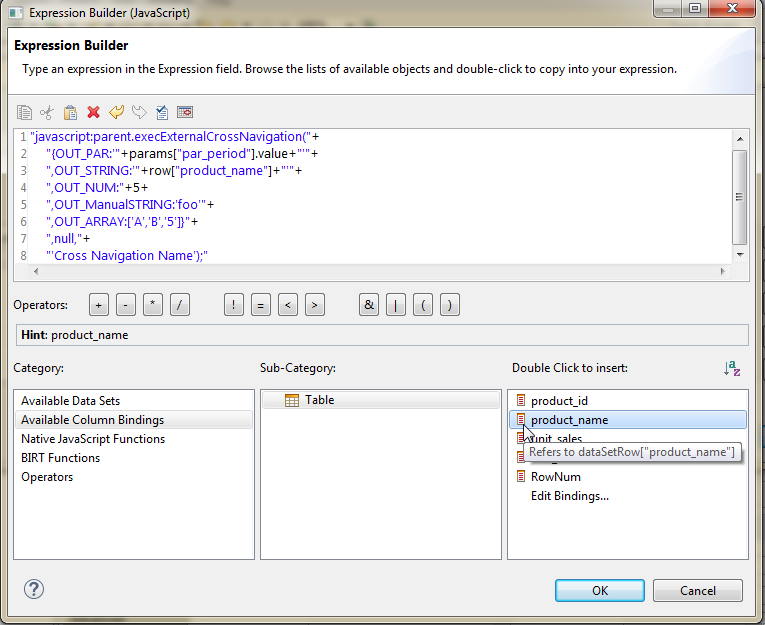 Expression Builder (JavaScript)
Expression Builder
Type an expression in the Expression field. Browse the lists of available objects and double-click to copy into your expression.
1 "javascript:parent.execExternalCrossNavigation("+
2 "{OUT_PAR:'"+params["par_period"].value+"'"+
3 ",OUT_STRING:'"+row["product_name"]+"'"+
4 ",OUT_NUM:"+5+
5 ",OUT_ManualSTRING:'foo'"+
6 ",OUT_ARRAY:['A','B','5']}"+
7 ",null,"+
8 "'Cross Navigation Name');"
Operators: + - * / ! = < > & | ( )
Hint: product_name
Category: Sub-Category: Double Click to insert:
Available Data Sets
Available Column Bindings
Native JavaScript Functions
BIRT Functions
Operators
Table
product_id
product_name
unit_sales
Refers to dataSetRow["product_name"]
RowNum
Edit Bindings...
? OK Cancel